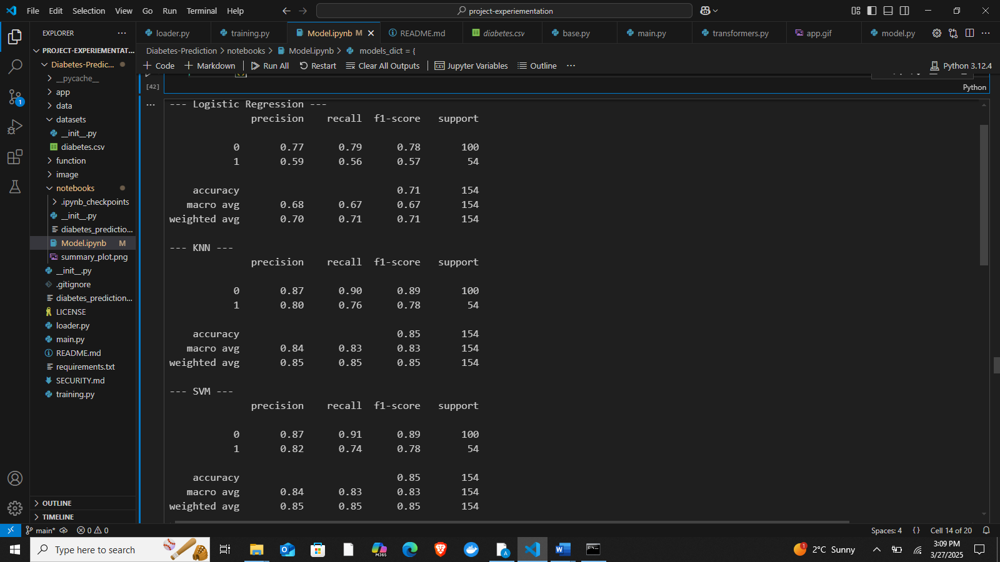 File Edit Selection View Go Run Terminal Help project-experiementation
EXPLORER
loader.py training.py Model.ipynb M README.md diabetes.csv base.py main.py transformers.py app.gif model.py
PROJECT-EXPERIEMENTAT...
Diabetes-Prediction > notebooks > Model.ipynb > models_dict = {
Code Markdown Run All Restart Clear All Outputs Jupyter Variables Outline ... Python 3.12.4
Diabetes-Predic...
__pycache__
app
data
datasets
__init__.py
diabetes.csv
function
image
notebooks
.ipynb_checkpoints
__init__.py
diabetes_predictio...
Model.ipynb M
summary_plot.png
__init__.py
.gitignore
diabetes_prediction...
LICENSE
loader.py
main.py
README.md
requirements.txt
SECURITY.md
training.py
OUTLINE
TIMELINE
[42]
Python
--- Logistic Regression ---
precision recall f1-score support
0 0.77 0.79 0.78 100
1 0.59 0.56 0.57 54
accuracy 0.71 154
macro avg 0.68 0.67 0.67 154
weighted avg 0.70 0.71 0.71 154
--- KNN ---
precision recall f1-score support
0 0.87 0.90 0.89 100
1 0.80 0.76 0.78 54
accuracy 0.85 154
macro avg 0.84 0.83 0.83 154
weighted avg 0.85 0.85 0.85 154
--- SVM ---
precision recall f1-score support
0 0.87 0.91 0.89 100
1 0.82 0.74 0.78 54
accuracy 0.85 154
macro avg 0.84 0.83 0.83 154
weighted avg 0.85 0.85 0.85 154
1
main* 0 0 Spaces: 4 {} Cell 14 of 20
Type here to search
M365
1
2°C Sunny
3:09 PM
3/27/2025